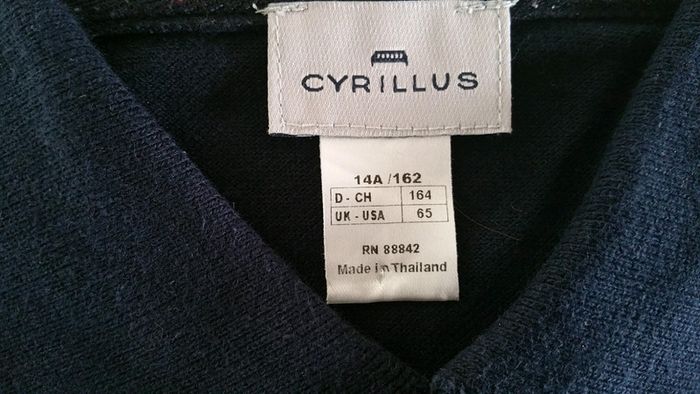 CYRILLUS
14A /162
D - CH 164
UK - USA 65
RN 88842
Made in Thailand